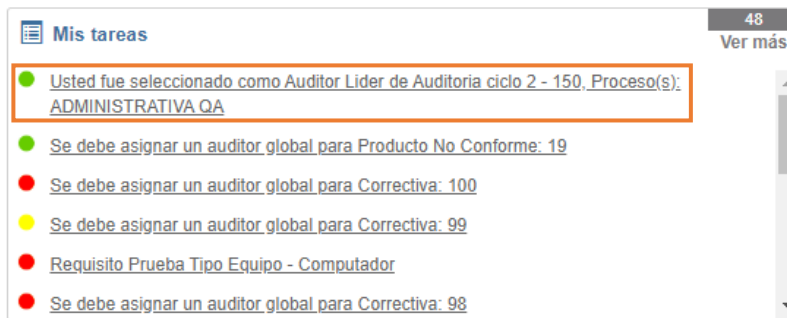 Mis tareas
48
Ver más
Usted fue seleccionado como Auditor Lider de Auditoria ciclo 2 - 150, Proceso(s):
ADMINISTRATIVA QA
Se debe asignar un auditor global para Producto No Conforme: 19
Se debe asignar un auditor global para Correctiva: 100
Se debe asignar un auditor global para Correctiva: 99
Requisito Prueba Tipo Equipo - Computador
Se debe asignar un auditor global para Correctiva: 98